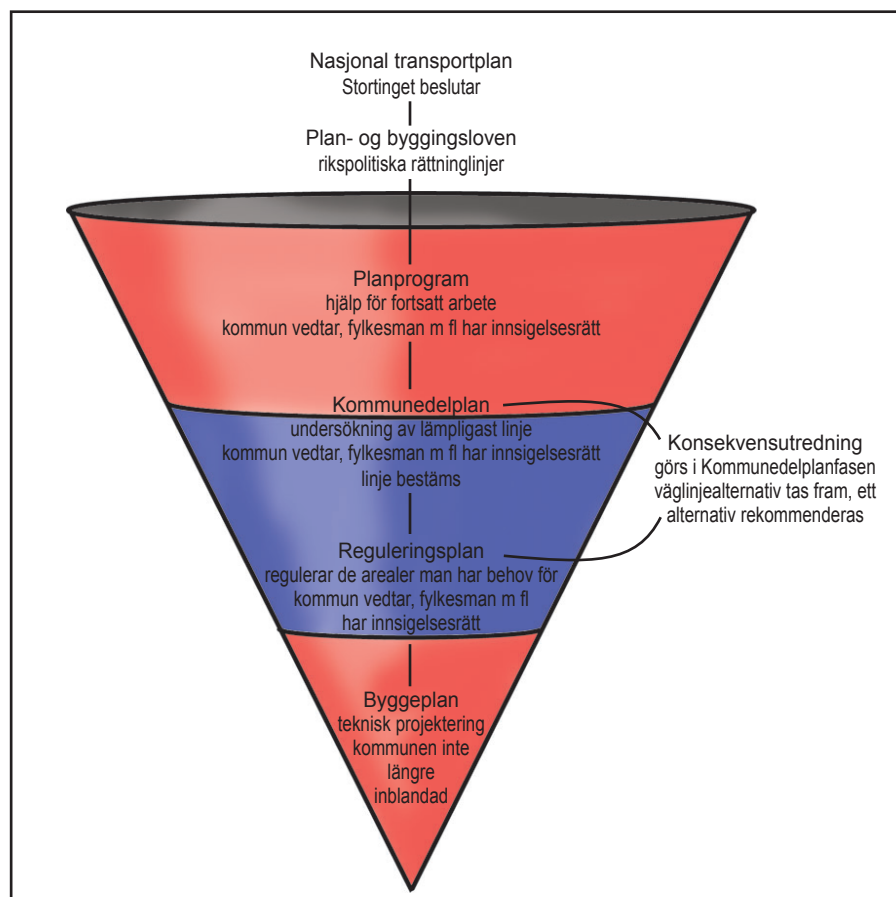 Nasjonal transportplan
Stortinget beslutar
Plan- og byggingsloven
rikspolitiska rättninglinjer
Planprogram
hjälp för fortsatt arbete
kommun vedtar, fylkesman m fl har innsigelsesrätt
Kommunedelplan
undersökning av lämpligast linje
kommun vedtar, fylkesman m fl har innsigelsesrätt
linje bestäms
Konsekvensutredning
görs i Kommunedelplanfasen
väglinjealternativ tas fram, ett
alternativ rekommenderas
Reguleringsplan
regulerar de arealer man har behov för
kommun vedtar, fylkesman m fl
har innsigelsesrätt
Byggeplan
teknisk projektering
kommunen inte
längre
inblandad